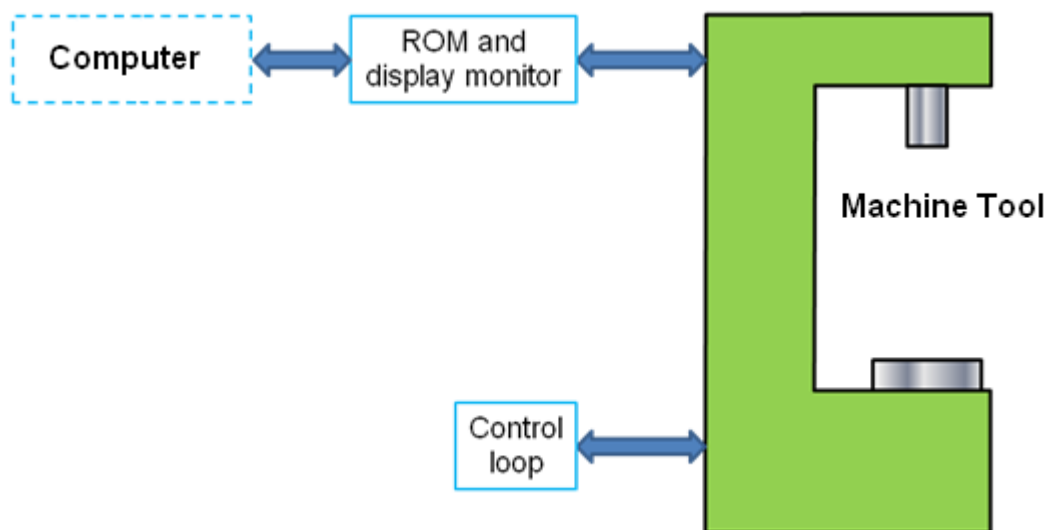 Computer
ROM and
display monitor
Machine Tool
Control
loop